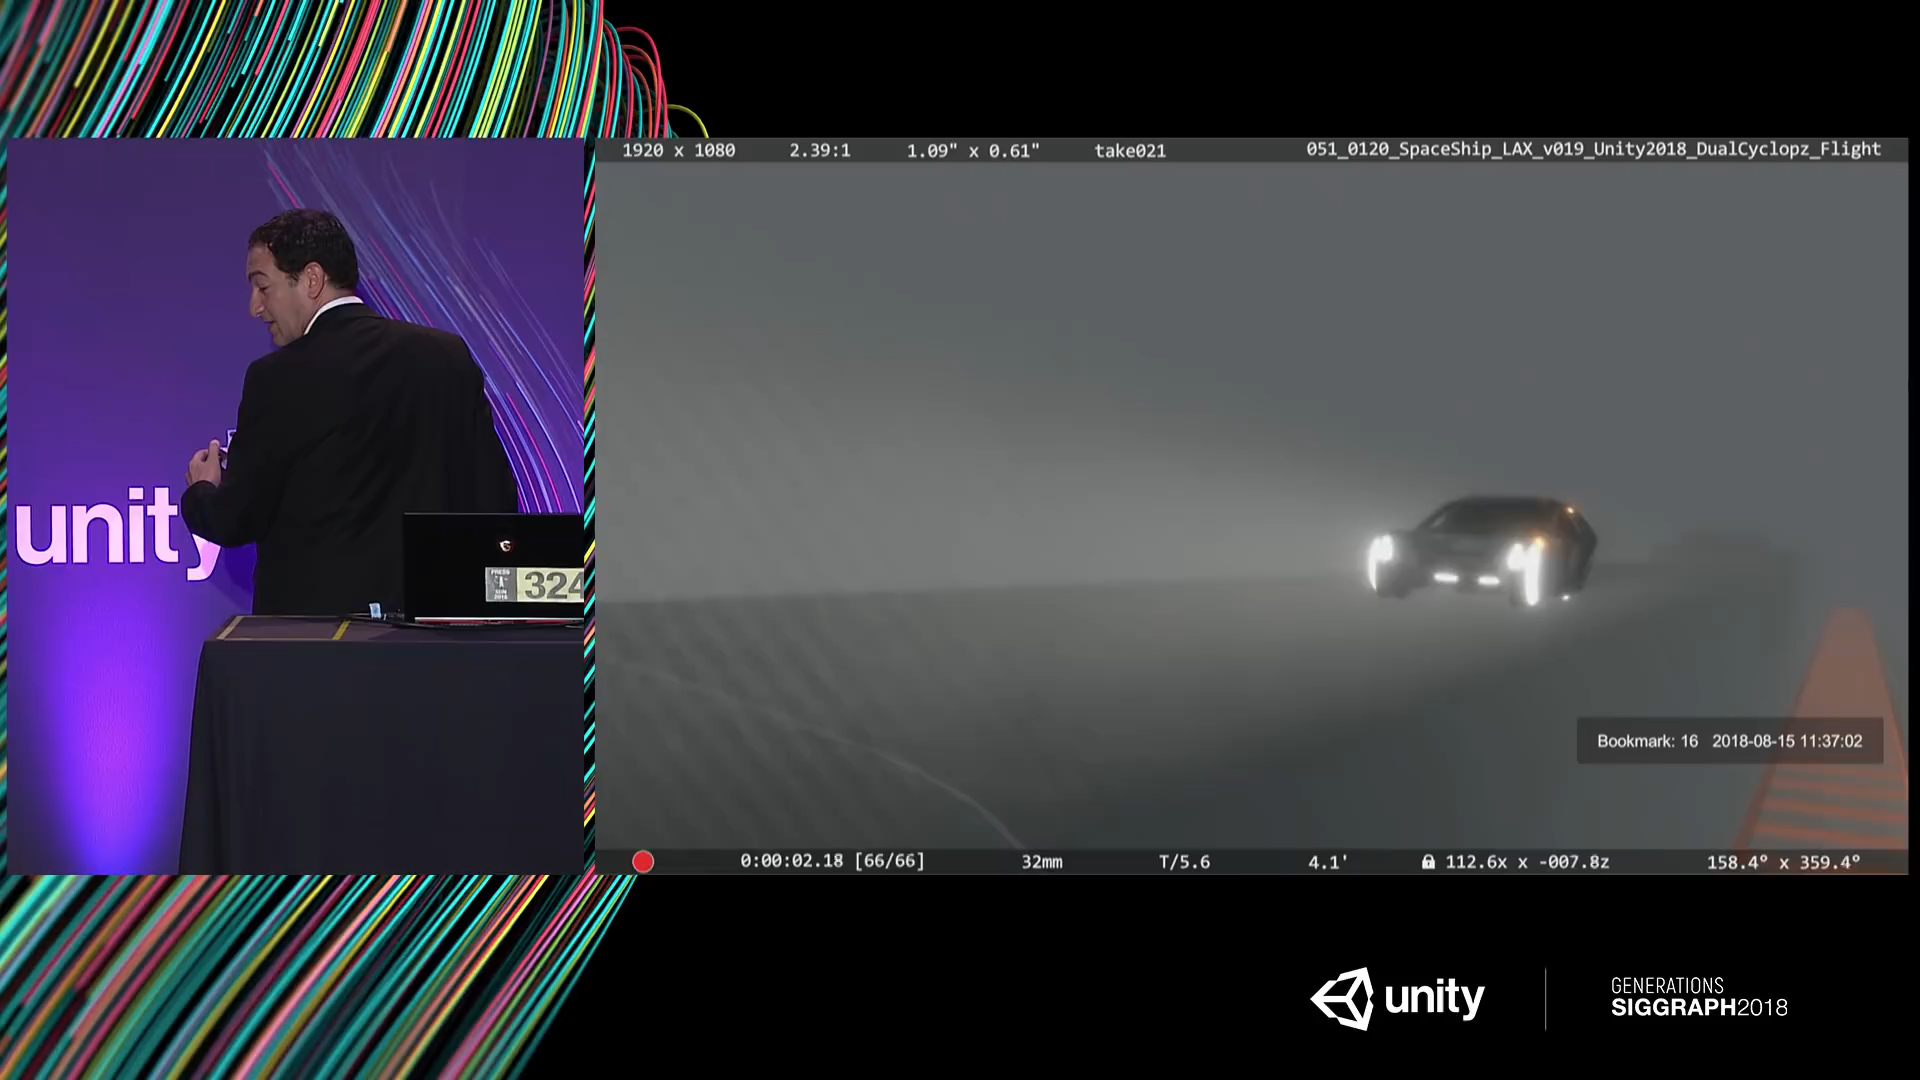 1920 x 1080 2.39:1 1.09" x 0.61" take021 051_0120_SpaceShip_LAX_v019_Unity2018_DualCyclopz_Flight
unity
PRESS
324
Bookmark: 16 2018-08-15 11:37:02
0:00:02.18 [66/66] 32mm T/5.6 4.1' 112.6x x -007.8z 158.4° x 359.4°
unity
GENERATIONS
SIGGRAPH2018